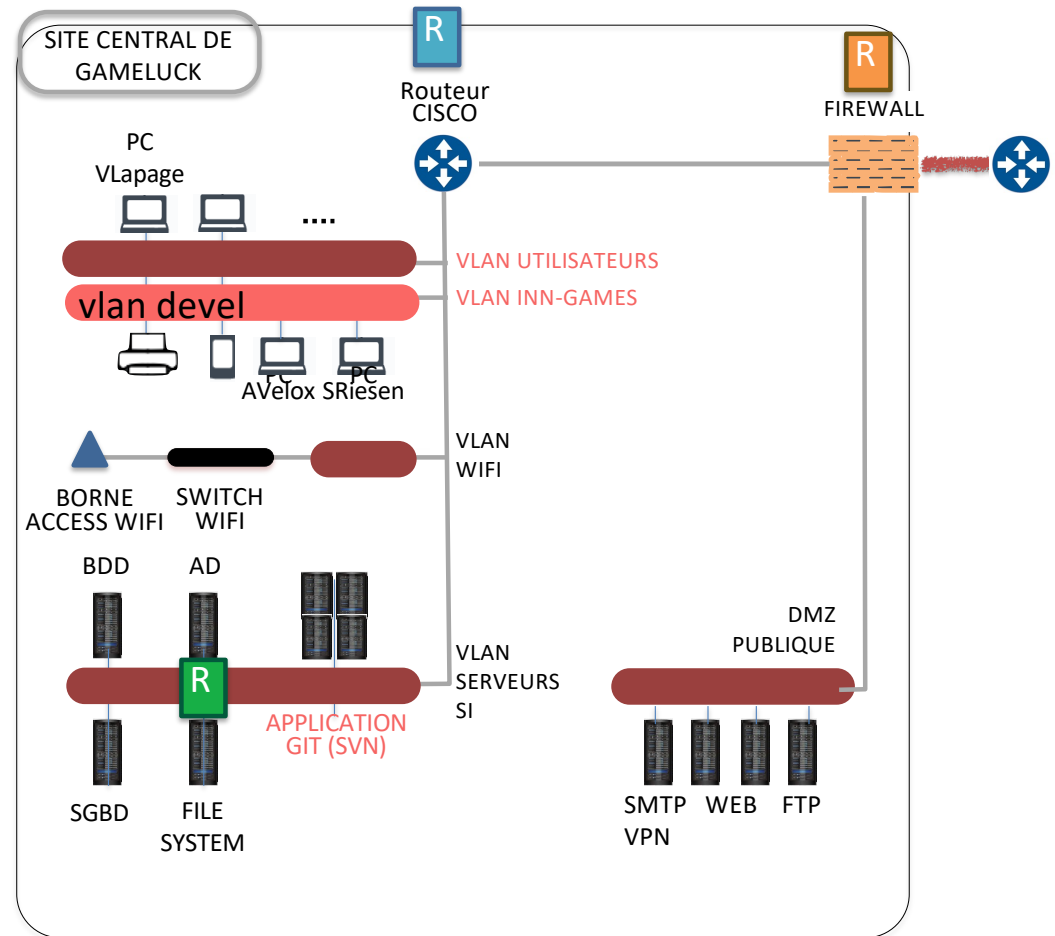 SITE CENTRAL DE
GAMELUCK
R
Routeur
CISCO
R
FIREWALL
PC
VLapage
....
VLAN UTILISATEURS
vlan devel
VLAN INN-GAMES
PC
AVelox
PC
SRiesen
VLAN
WIFI
BORNE
ACCESS WIFI
SWITCH
WIFI
BDD
AD
R
VLAN
SERVEURS
SI
APPLICATION
GIT (SVN)
SGBD
FILE
SYSTEM
DMZ
PUBLIQUE
SMTP
VPN
WEB
FTP